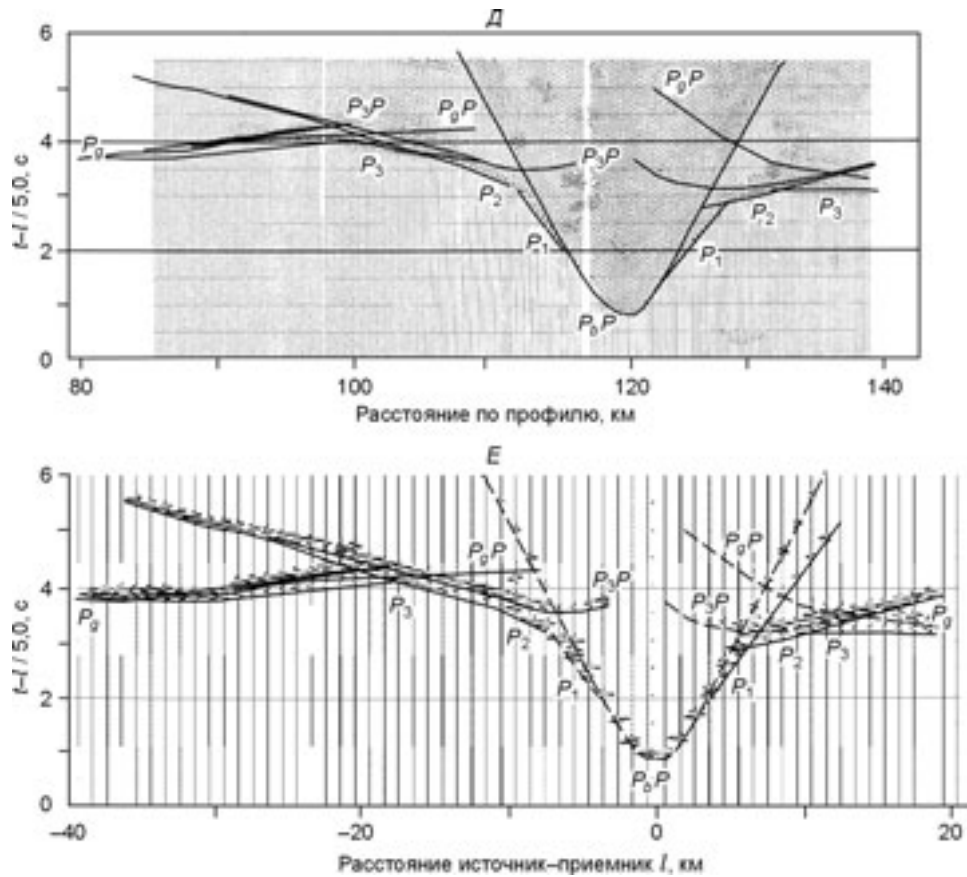 Д
6
4
2
0
t–l / 5,0, с
Pg
P3P
PgP
P3
P2
P1
PbP
P3P
PgP
P2
P3
P1
80
100
120
140
Расстояние по профилю, км
Е
6
4
2
0
t–l / 5,0, с
Pg
P3
PgP
P2
P3P
P1
PbP
P3P
PgP
P1
P2
P3
Pg
–40
–20
0
20
Расстояние источник–приемник l, км